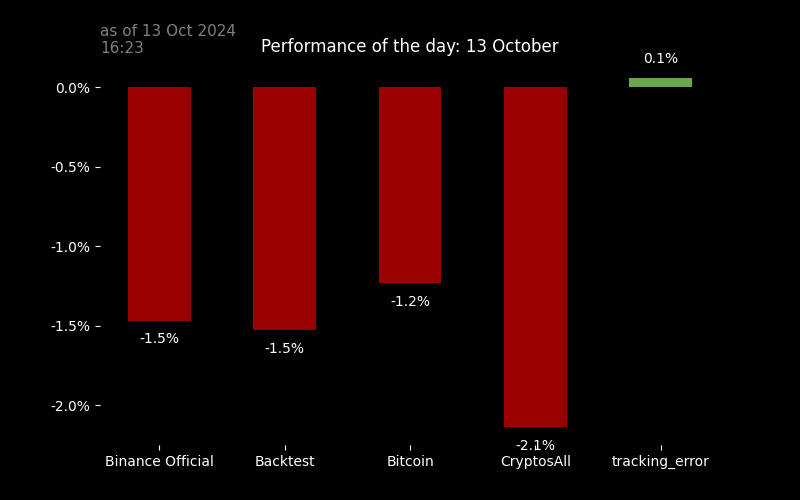 as of 13 Oct 2024
16:23
Performance of the day: 13 October
0.1%
0.0%
-0.5%
-1.0%
-1.5%
-2.0%
-1.5%
-1.5%
-1.2%
-2.1%
Binance Official
Backtest
Bitcoin
CryptosAll
tracking_error